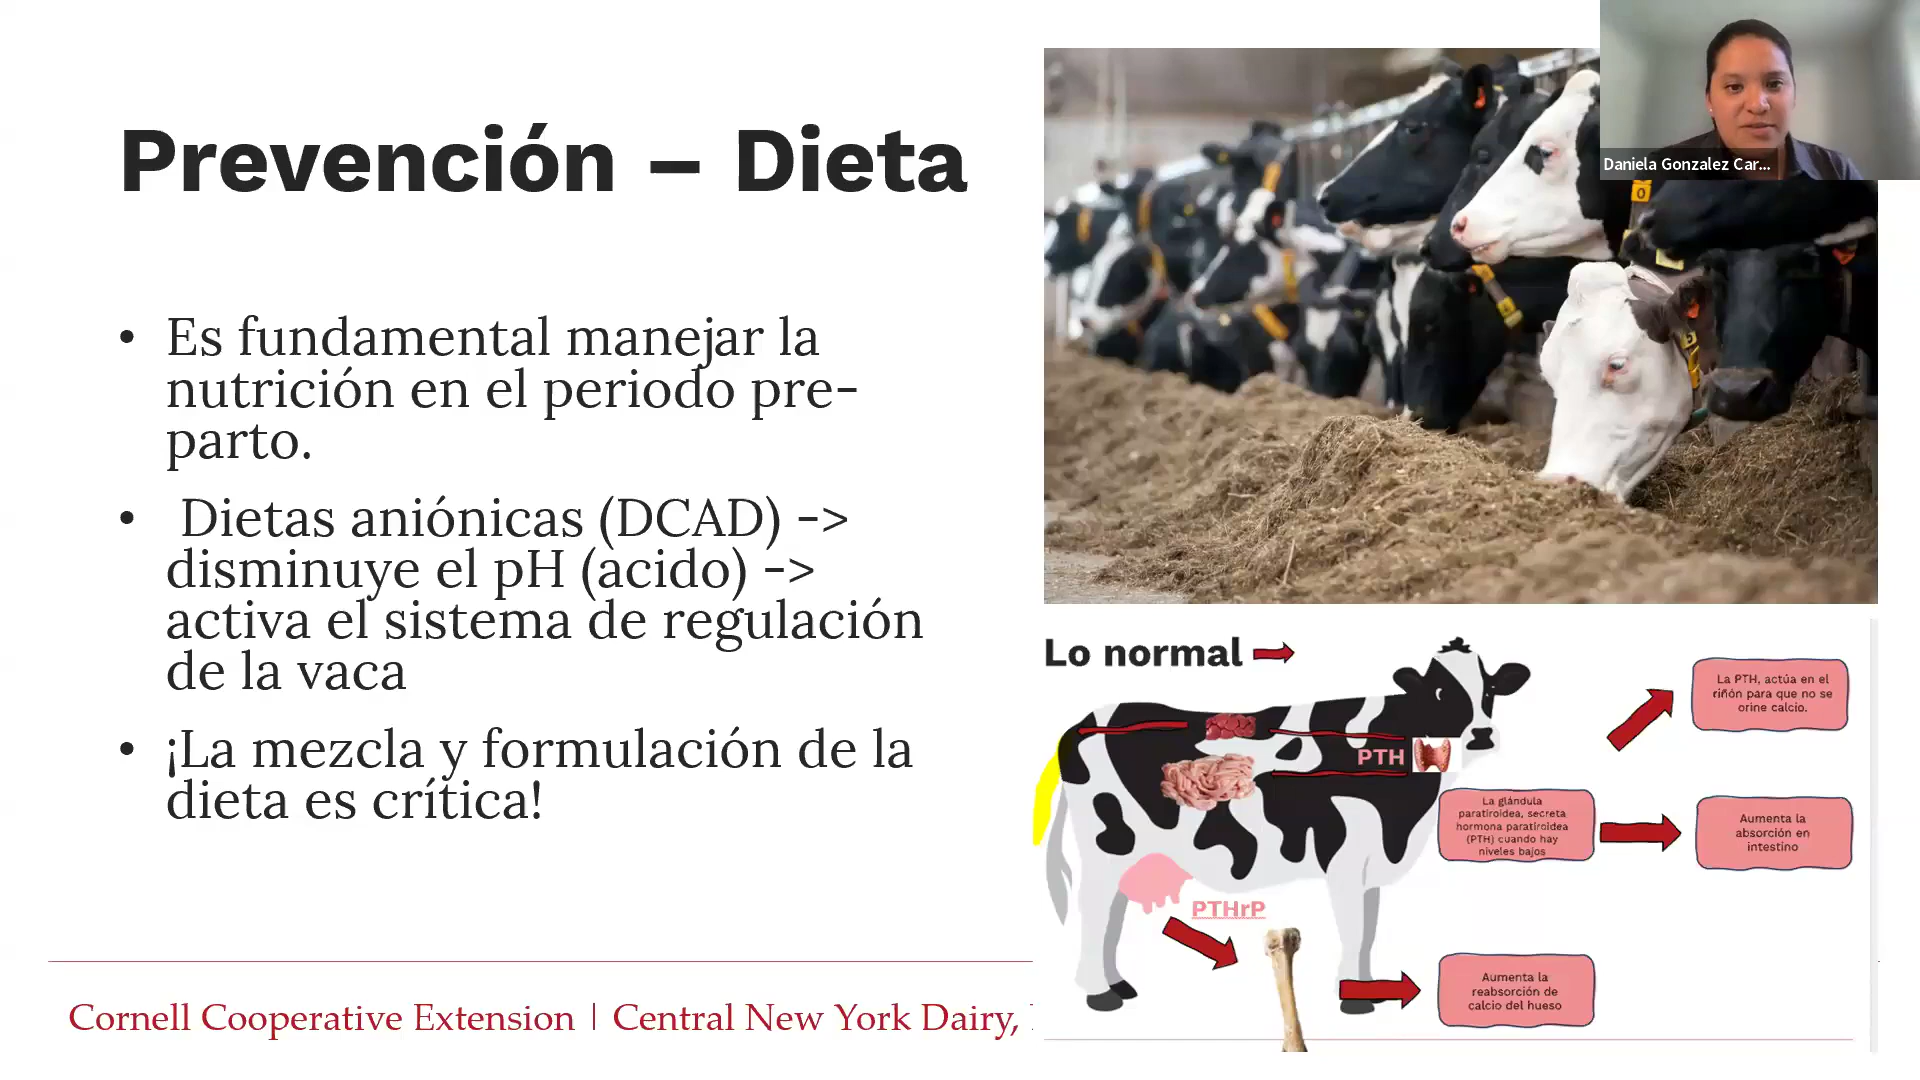 Prevención – Dieta
• Es fundamental manejar la
nutrición en el periodo pre-
parto.
• Dietas aniónicas (DCAD) ->
disminuye el pH (acido) ->
activa el sistema de regulación
de la vaca
• ¡La mezcla y formulación de la
dieta es crítica!
Cornell Cooperative Extension | Central New York Dairy,
Daniela Gonzalez Car...
O
Lo normal
PTH
La PTH, actúa en el
riñón para que no se
orine calcio.
La glándula
paratiroidea, secreta
hormona paratiroidea
(PTH) cuando hay
niveles bajos
Aumenta la
absorción en
intestino
PTHrP
Aumenta la
reabsorción de
calcio del hueso